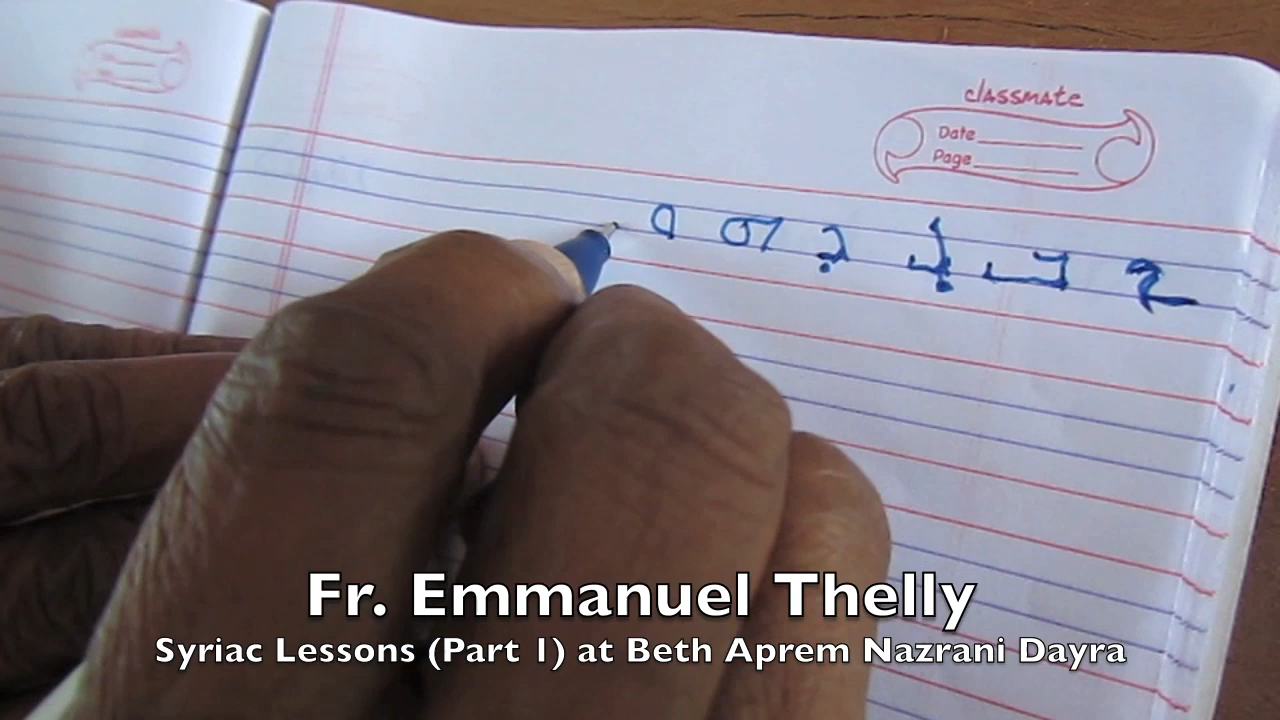 classmate
Date
Page
ܐ ܒ ܓ ܕ ܗ ܘ
Fr. Emmanuel Thelly
Syriac Lessons (Part 1) at Beth Aprem Nazrani Dayra